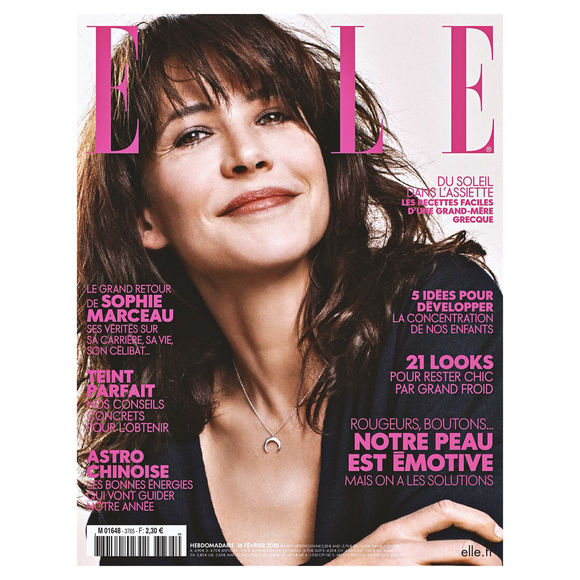 ELLE
DU SOLEIL
DANS L'ASSIETTE
LES RECETTES FACILES
D'UNE GRAND-MÈRE
GRECQUE
LE GRAND RETOUR
DE SOPHIE
MARCEAU
SES VÉRITÉS SUR
SA CARRIÈRE, SA VIE,
SON CÉLIBAT...
5 IDÉES POUR
DÉVELOPPER
LA CONCENTRATION
DE NOS ENFANTS
21 LOOKS
POUR RESTER CHIC
PAR GRAND FROID
TEINT
PARFAIT
NOS CONSEILS
CONCRETS
POUR L'OBTENIR
ROUGEURS, BOUTONS...
NOTRE PEAU
EST ÉMOTIVE
MAIS ON A LES SOLUTIONS
ASTRO
CHINOISE
LES BONNES ÉNERGIES
QUI VONT GUIDER
NOTRE ANNÉE
M 01648 - 3765 - F: 2,30 €
HEBDOMADAIRE 16 FÉVRIER 2018
elle.fr